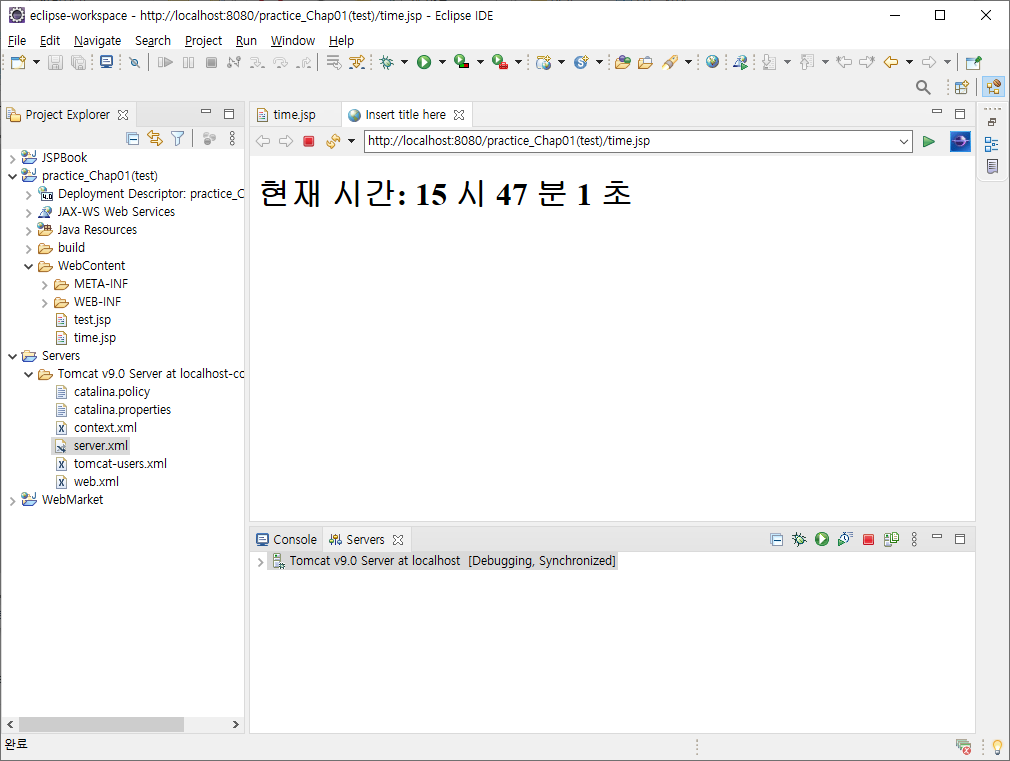 eclipse-workspace - http://localhost:8080/practice_Chap01(test)/time.jsp - Eclipse IDE
File Edit Navigate Search Project Run Window Help
Project Explorer
JSPBook
practice_Chap01(test)
Deployment Descriptor: practice_C
JAX-WS Web Services
Java Resources
build
WebContent
META-INF
WEB-INF
test.jsp
time.jsp
Servers
Tomcat v9.0 Server at localhost-co
catalina.policy
catalina.properties
context.xml
server.xml
tomcat-users.xml
web.xml
WebMarket
time.jsp Insert title here
http://localhost:8080/practice_Chap01(test)/time.jsp
현재 시간: 15 시 47 분 1 초
Console Servers
Tomcat v9.0 Server at localhost [Debugging, Synchronized]
완료